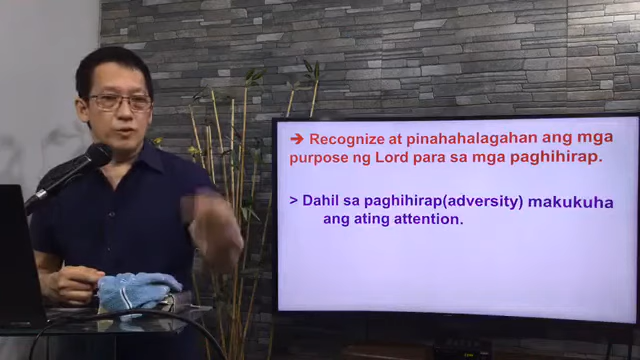 ➔ Recognize at pinahahalagahan ang mga
purpose ng Lord para sa mga paghihirap.
> Dahil sa paghihirap(adversity) makukuha
ang ating attention.